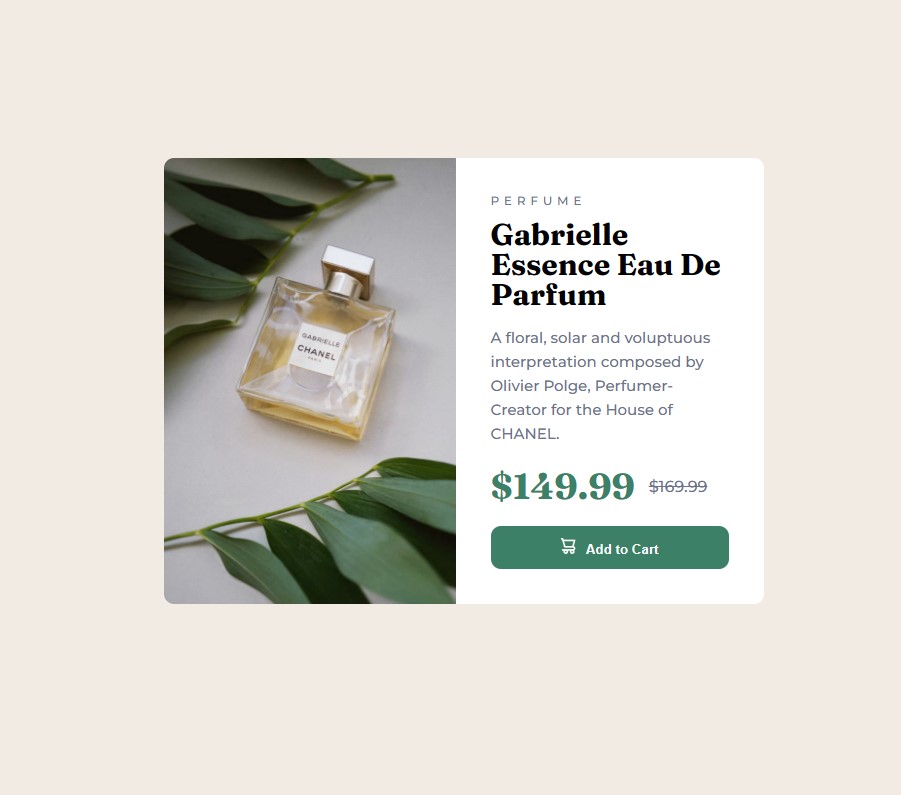 GABRIELLE
CHANEL
PARIS
PERFUME
Gabrielle
Essence Eau De
Parfum
A floral, solar and voluptuous
interpretation composed by
Olivier Polge, Perfumer-
Creator for the House of
CHANEL.
$149.99 $169.99
Add to Cart